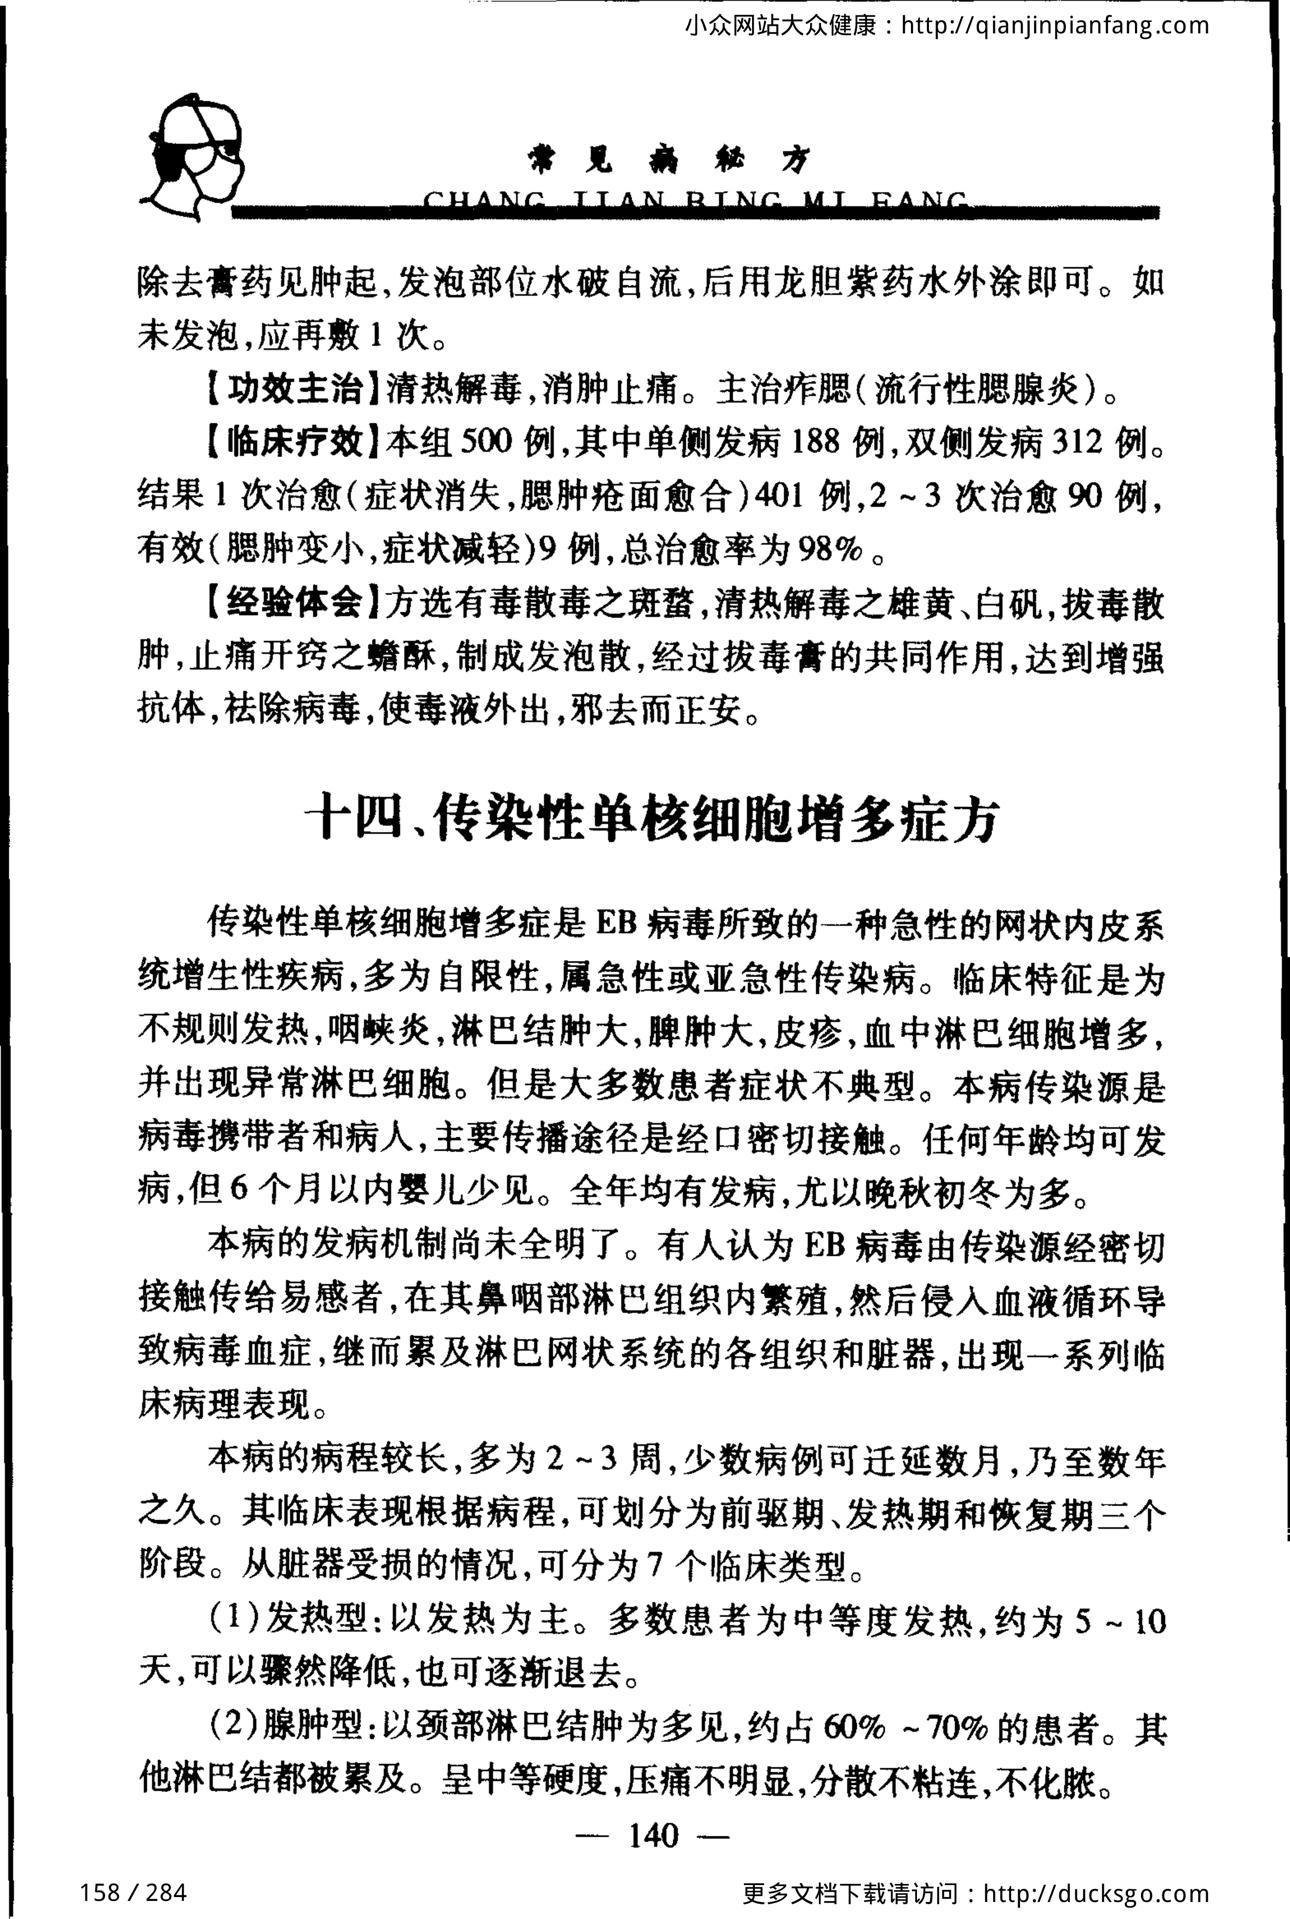 小众网站大众健康：http://qianjinpianfang.com
常见病秘方
CHANG JIAN BING MI FANG
除去膏药见肿起,发泡部位水破自流,后用龙胆紫药水外涂即可。如
未发泡,应再敷1次。
【功效主治】清热解毒,消肿止痛。主治痄腮(流行性腮腺炎)。
【临床疗效】本组500例,其中单侧发病188例,双侧发病312例。
结果1次治愈(症状消失,腮肿疮面愈合)401例,2~3次治愈90例,
有效(腮肿变小,症状减轻)9例,总治愈率为98%。
【经验体会】方选有毒散毒之斑蝥,清热解毒之雄黄、白矾,拔毒散
肿,止痛开窍之蟾酥,制成发泡散,经过拔毒膏的共同作用,达到增强
抗体,祛除病毒,使毒液外出,邪去而正安。
十四、传染性单核细胞增多症方
传染性单核细胞增多症是EB病毒所致的一种急性的网状内皮系
统增生性疾病,多为自限性,属急性或亚急性传染病。临床特征是为
不规则发热,咽峡炎,淋巴结肿大,脾肿大,皮疹,血中淋巴细胞增多,
并出现异常淋巴细胞。但是大多数患者症状不典型。本病传染源是
病毒携带者和病人,主要传播途径是经口密切接触。任何年龄均可发
病,但6个月以内婴儿少见。全年均有发病,尤以晚秋初冬为多。
本病的发病机制尚未全明了。有人认为EB病毒由传染源经密切
接触传给易感者,在其鼻咽部淋巴组织内繁殖,然后侵入血液循环导
致病毒血症,继而累及淋巴网状系统的各组织和脏器,出现一系列临
床病理表现。
本病的病程较长,多为2~3周,少数病例可迁延数月,乃至数年
之久。其临床表现根据病程,可划分为前驱期、发热期和恢复期三个
阶段。从脏器受损的情况,可分为7个临床类型。
(1)发热型:以发热为主。多数患者为中等度发热,约为5~10
天,可以骤然降低,也可逐渐退去。
(2)腺肿型:以颈部淋巴结肿为多见,约占60%~70%的患者。其
他淋巴结都被累及。呈中等硬度,压痛不明显,分散不粘连,不化脓。
— 140 —
158 / 284
更多文档下载请访问：http://ducksgo.com